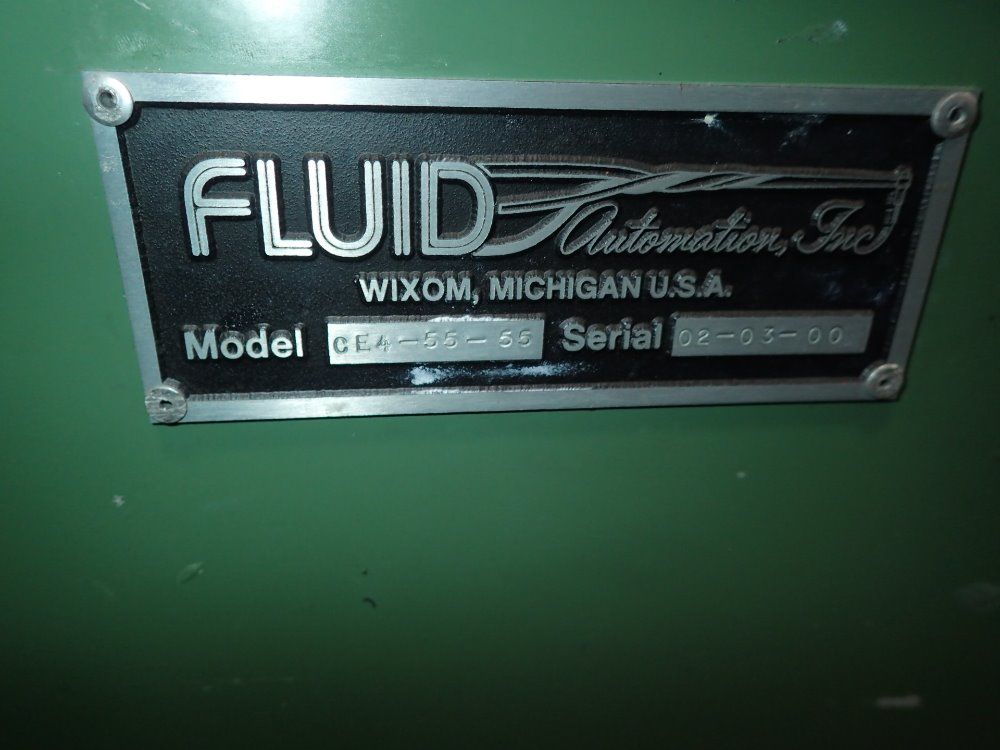 FLUID Automation, Inc
WIXOM, MICHIGAN U.S.A.
Model CE4-55-55 Serial 02-03-00